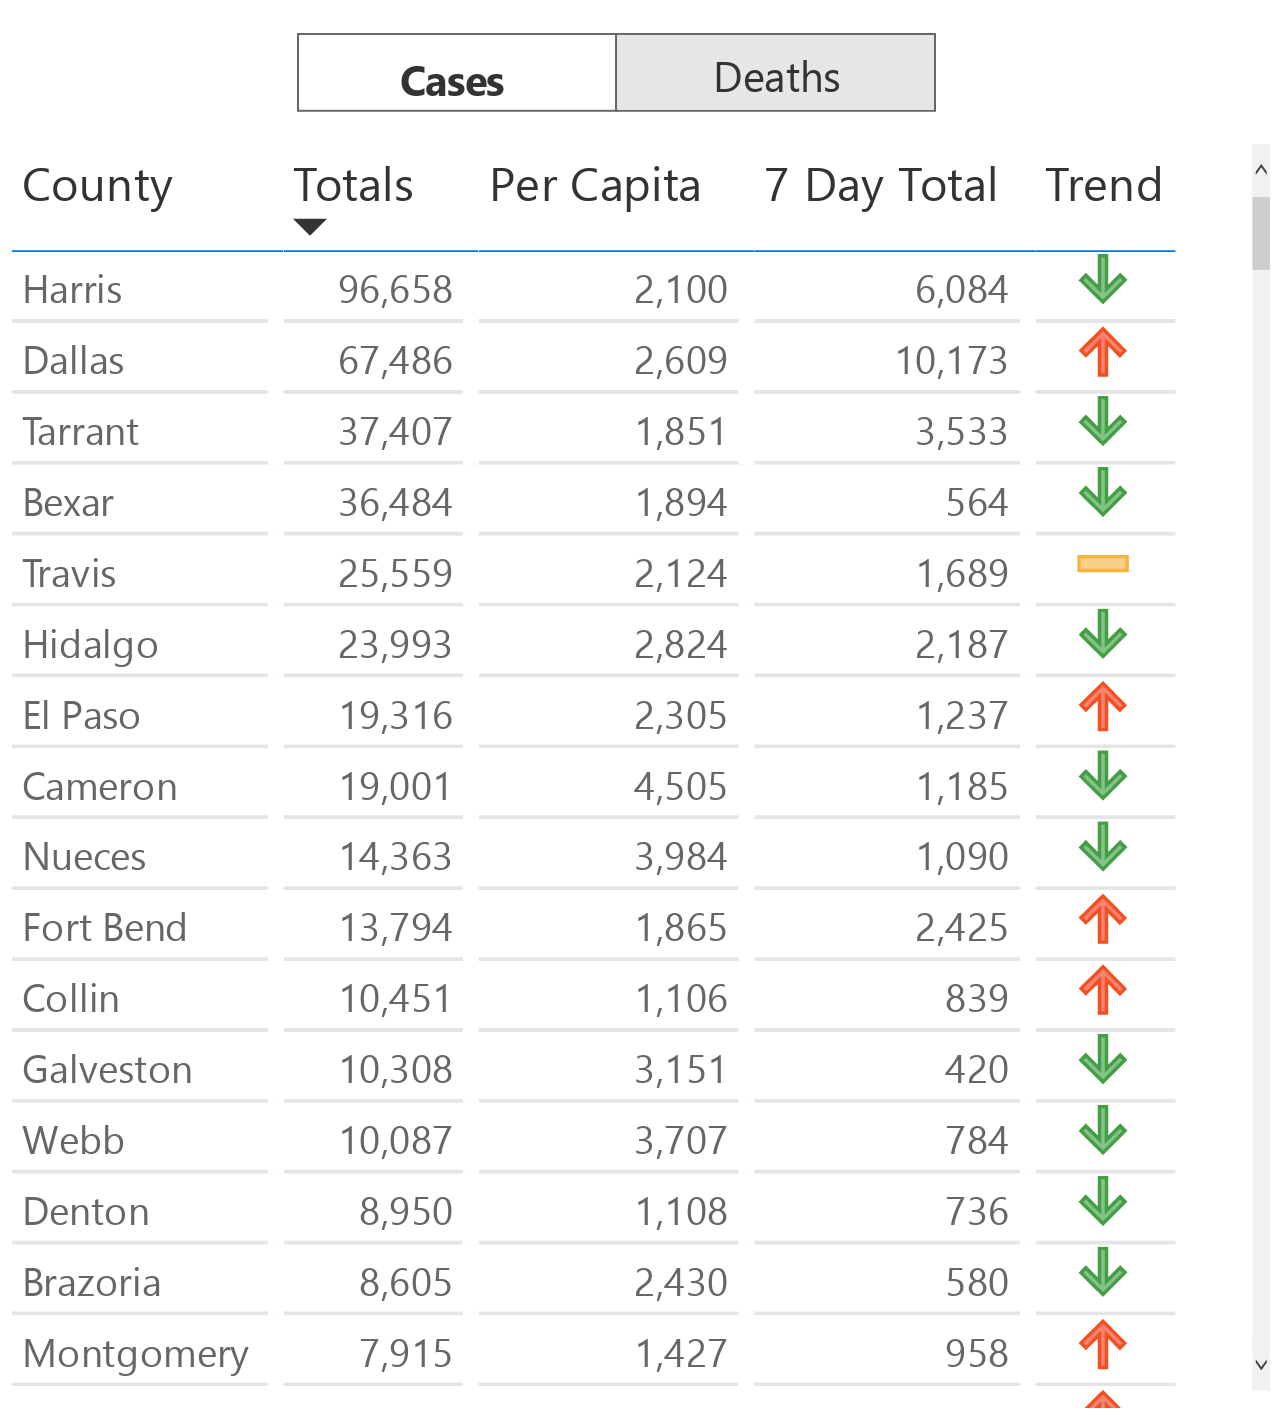 Cases Deaths
County Totals Per Capita 7 Day Total Trend
Harris 96,658 2,100 6,084
Dallas 67,486 2,609 10,173
Tarrant 37,407 1,851 3,533
Bexar 36,484 1,894 564
Travis 25,559 2,124 1,689
Hidalgo 23,993 2,824 2,187
El Paso 19,316 2,305 1,237
Cameron 19,001 4,505 1,185
Nueces 14,363 3,984 1,090
Fort Bend 13,794 1,865 2,425
Collin 10,451 1,106 839
Galveston 10,308 3,151 420
Webb 10,087 3,707 784
Denton 8,950 1,108 736
Brazoria 8,605 2,430 580
Montgomery 7,915 1,427 958